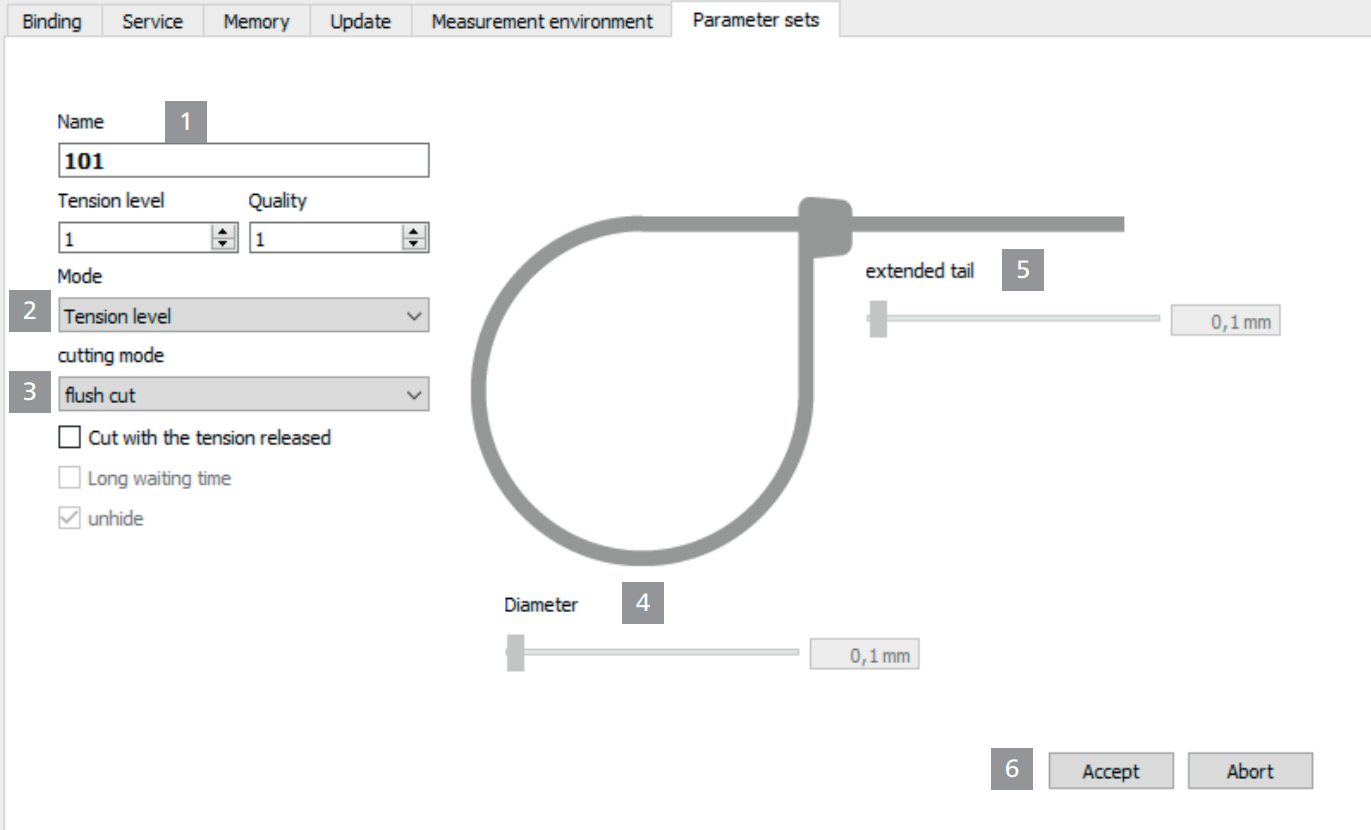 Binding Service Memory Update Measurement environment Parameter sets
Name 1
101
Tension level Quality
1 1
Mode
2 Tension level
cutting mode
3 flush cut
Cut with the tension released
Long waiting time
unhide
extended tail 5
0,1 mm
Diameter 4
0,1 mm
6 Accept Abort